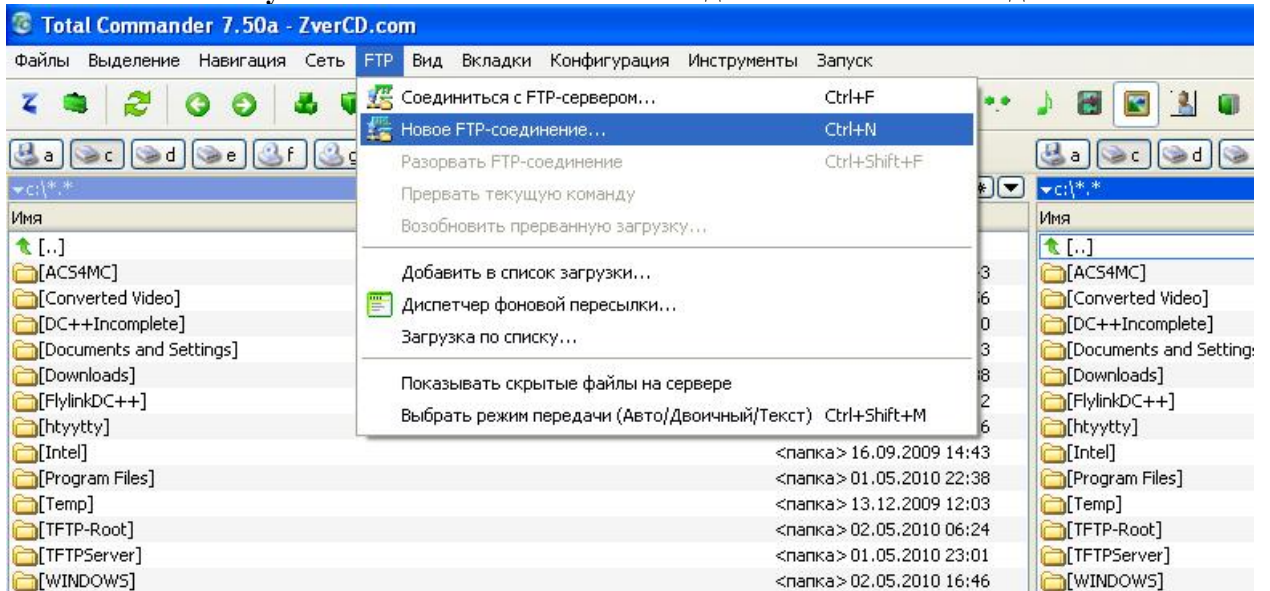 Total Commander 7.50a - ZverCD.com
Файлы Выделение Навигация Сеть FTP Вид Вкладки Конфигурация Инструменты Запуск
Соединиться с FTP-сервером... Ctrl+F
Новое FTP-соединение... Ctrl+N
Разорвать FTP-соединение Ctrl+Shift+F
Прервать текущую команду
Возобновить прерванную загрузку...
Добавить в список загрузки...
Диспетчер фоновой пересылки...
Загрузка по списку...
Показывать скрытые файлы на сервере
Выбрать режим передачи (Авто/Двоичный/Текст) Ctrl+Shift+M
a c d e f g
c:\*.*
Имя
[..]
[ACS4MC]
[Converted Video]
[DC++Incomplete]
[Documents and Settings]
[Downloads]
[FlylinkDC++]
[htyytty]
[Intel] <папка> 16.09.2009 14:43
[Program Files] <папка> 01.05.2010 22:38
[Temp] <папка> 13.12.2009 12:03
[TFTP-Root] <папка> 02.05.2010 06:24
[TFTPServer] <папка> 01.05.2010 23:01
[WINDOWS] <папка> 02.05.2010 16:46
a c d
c:\*.*
Имя
[..]
[ACS4MC]
[Converted Video]
[DC++Incomplete]
[Documents and Settings
[Downloads]
[FlylinkDC++]
[htyytty]
[Intel]
[Program Files]
[Temp]
[TFTP-Root]
[TFTPServer]
[WINDOWS]